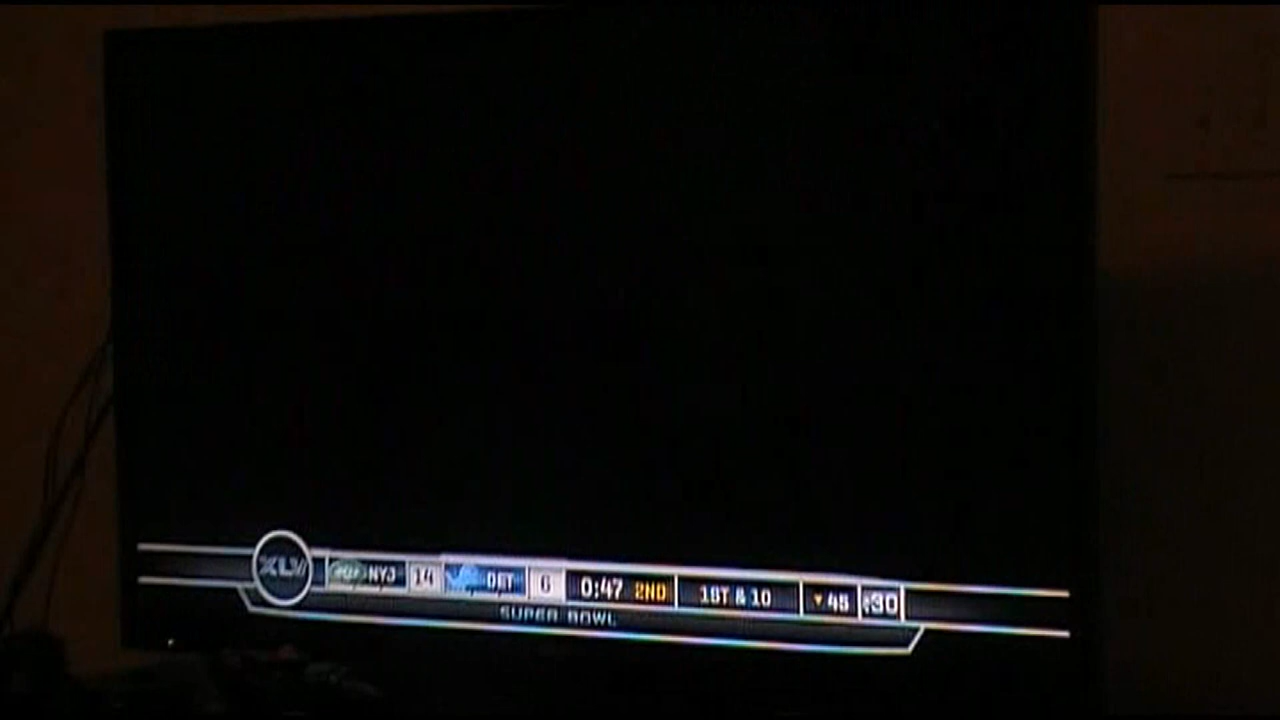 XLV NYJ 14 DET 6 0:47 2ND 1ST & 10 ▼ 45 :30
SUPER BOWL